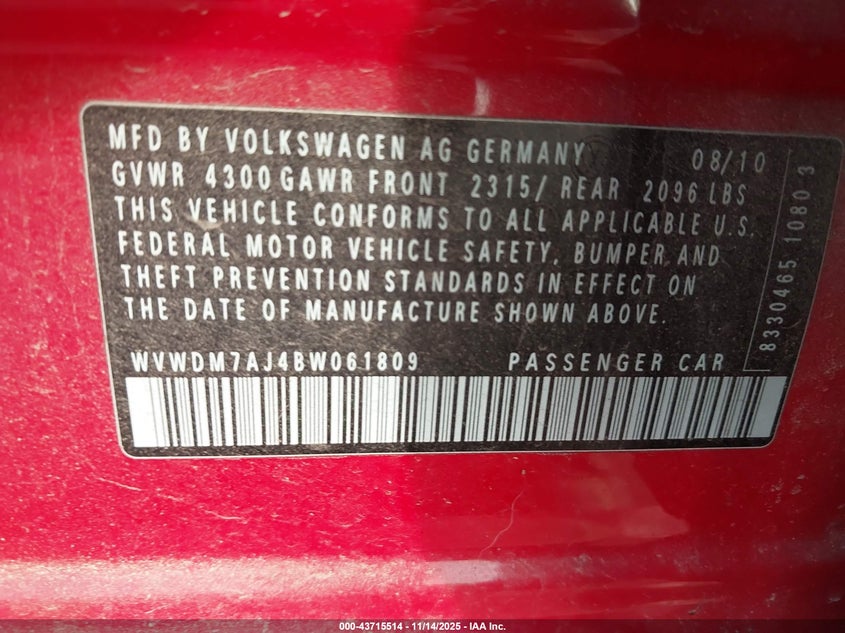 MFD BY VOLKSWAGEN AG GERMANY 08/10
GVWR 4300 GAWR FRONT 2315/ REAR 2096 LBS
THIS VEHICLE CONFORMS TO ALL APPLICABLE U.S.
FEDERAL MOTOR VEHICLE SAFETY, BUMPER AND
THEFT PREVENTION STANDARDS IN EFFECT ON
THE DATE OF MANUFACTURE SHOWN ABOVE.
WVWDM7AJ4BW061809 PASSENGER CAR
8330465 1080 3
000-43715514 | 11/14/2025 - IAA Inc.